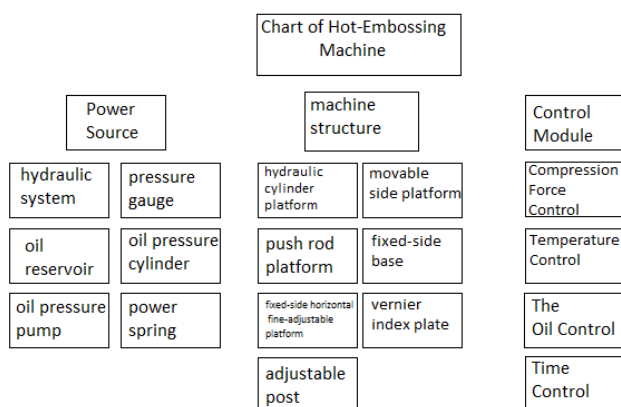 Chart of Hot-Embossing
Machine
Power
Source
machine
structure
Control
Module
hydraulic
system
pressure
gauge
hydraulic
cylinder
platform
movable
side platform
Compression
Force
Control
oil
reservoir
oil pressure
cylinder
push rod
platform
fixed-side
base
Temperature
Control
oil pressure
pump
power
spring
fixed-side horizontal
fine-adjustable
platform
vernier
index plate
The
Oil Control
adjustable
post
Time
Control